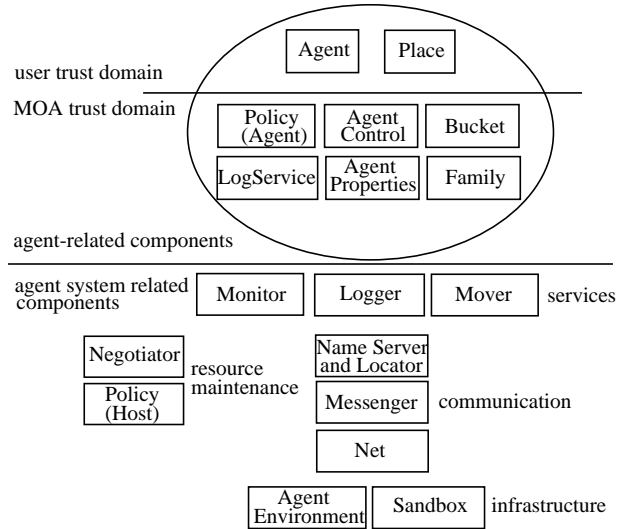 Agent
Place
user trust domain
MOA trust domain
Policy
(Agent)
Agent
Control
Bucket
LogService
Agent
Properties
Family
agent-related components
agent system related
components
Monitor
Logger
Mover
services
Negotiator
resource
maintenance
Policy
(Host)
Name Server
and Locator
Messenger
communication
Net
Agent
Environment
Sandbox
infrastructure